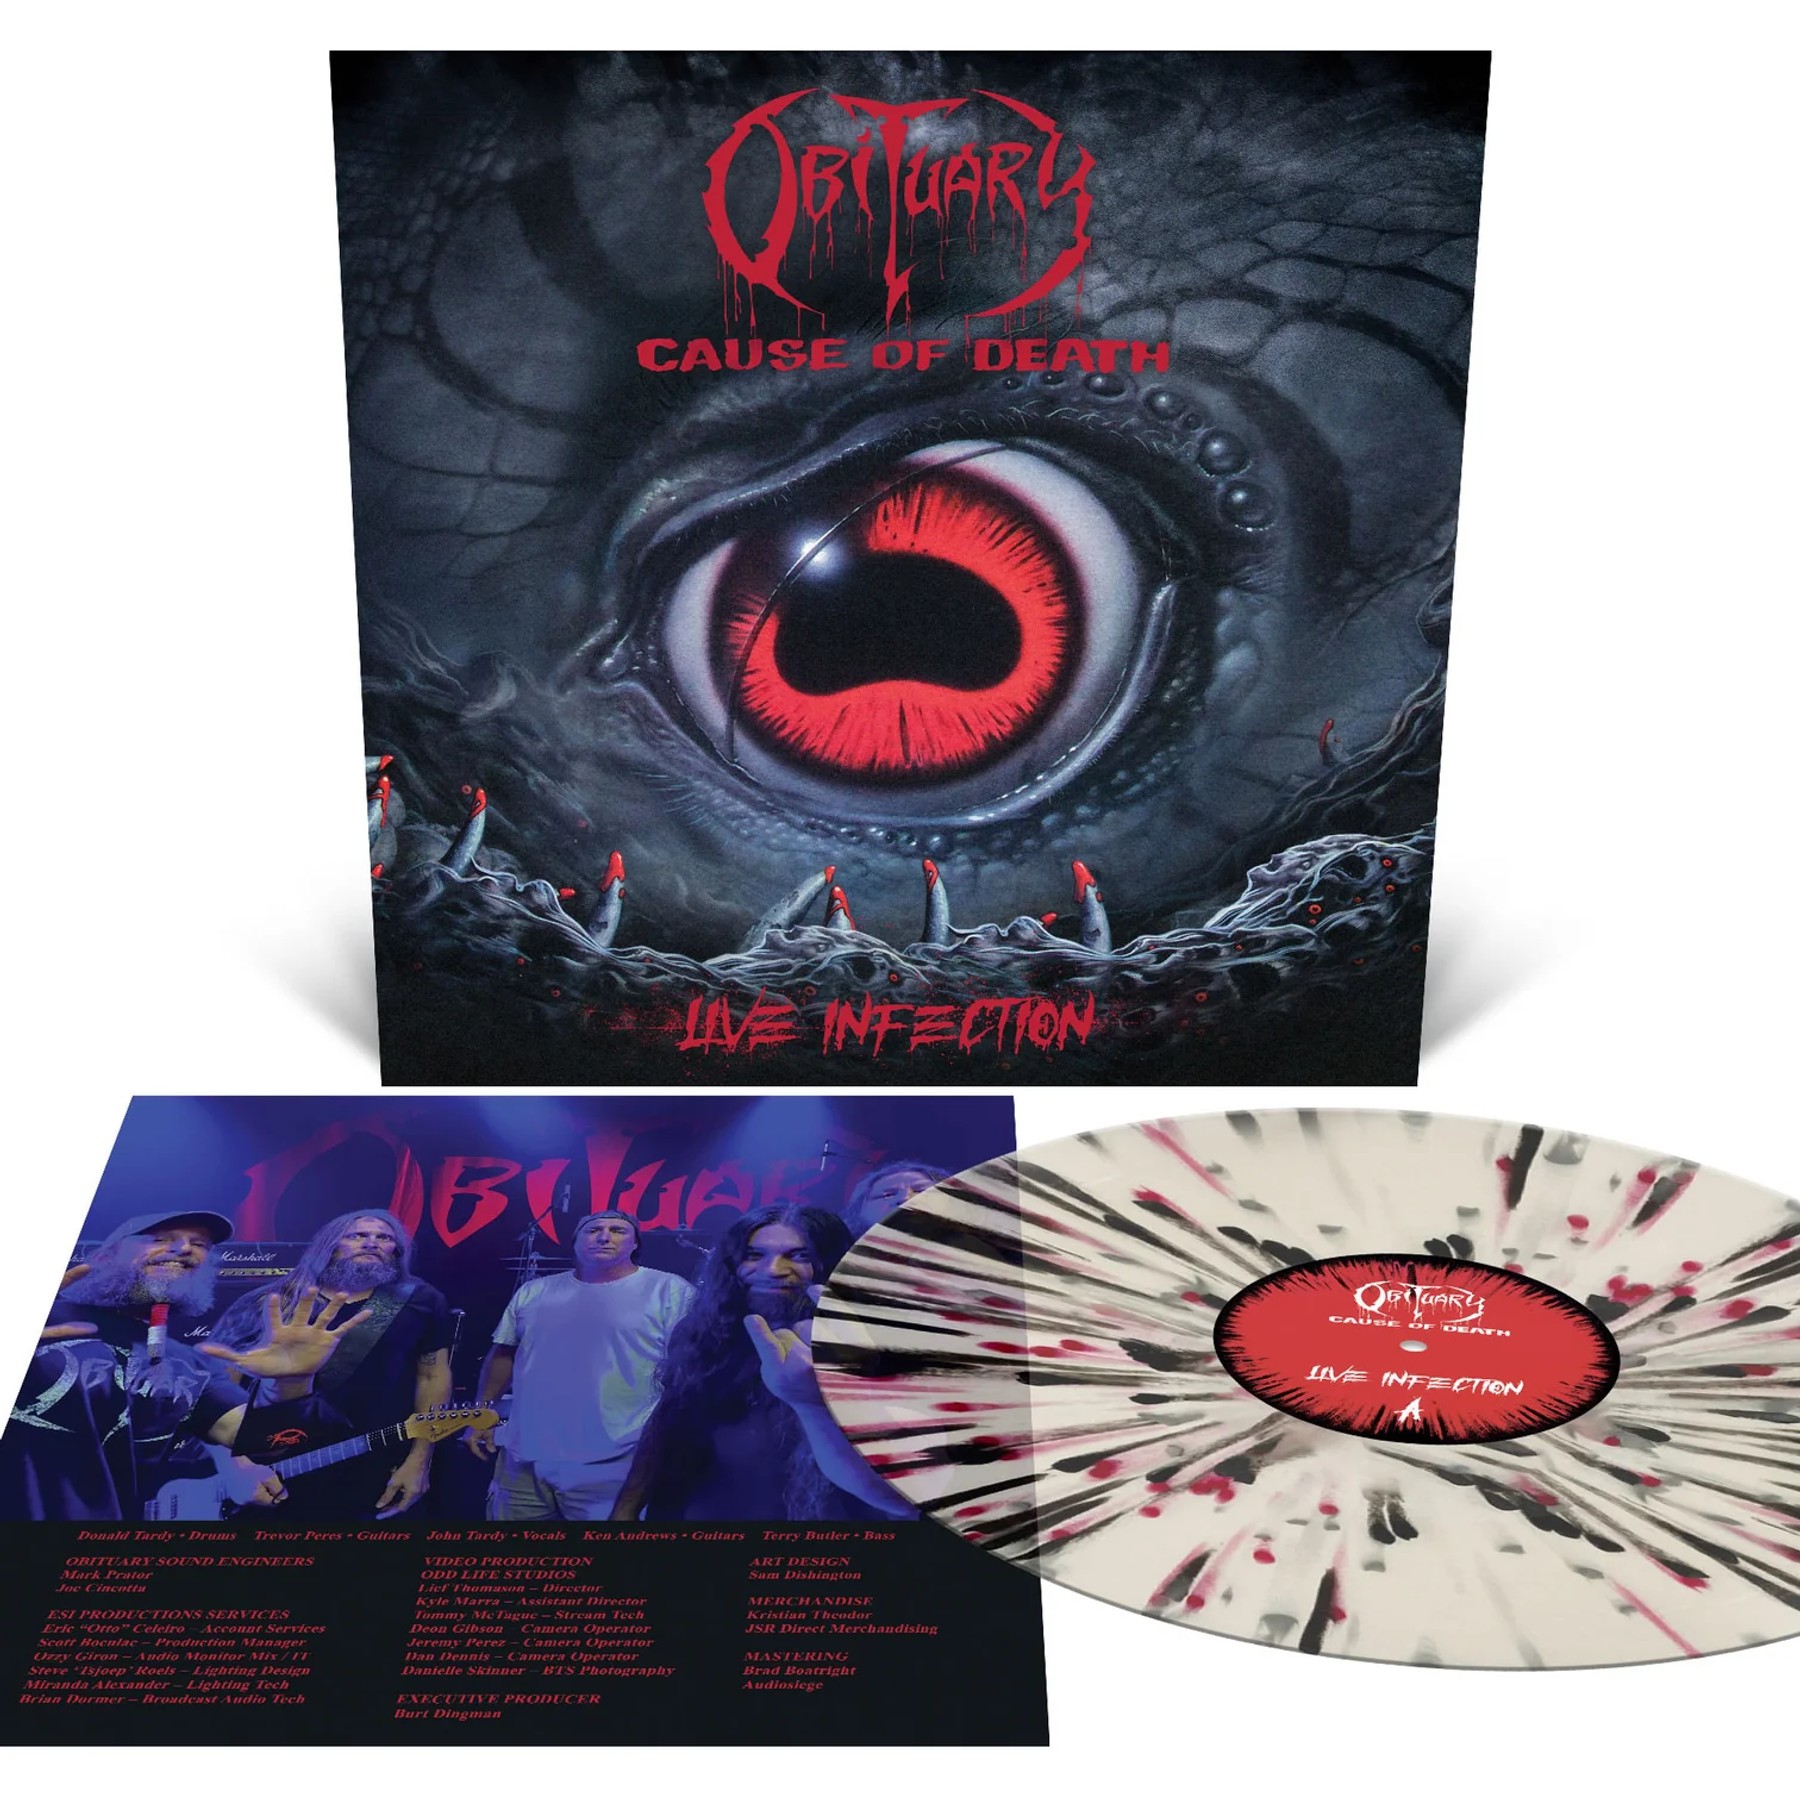 OBITUARY
CAUSE OF DEATH
LIVE INFECTION
OBITUARY
Marshall
OBITUARY
Donald Tardy • Drums Trevor Peres • Guitars John Tardy • Vocals Ken Andrews • Guitars Terry Butler • Bass
OBITUARY SOUND ENGINEERS
Mark Prator
Joe Cincotta
ESI PRODUCTIONS SERVICES
Eric "Otto" Celeiro – Account Services
Scott Bocolac – Production Manager
Ozzy Giron – Audio Monitor Mix / IT
Steve 'Tsjoep' Roels – Lighting Design
Miranda Alexander – Lighting Tech
Brian Dormer – Broadcast Audio Tech
VIDEO PRODUCTION
ODD LIFE STUDIOS
Lief Thomason – Director
Kyle Marra – Assistant Director
Tommy McTague – Stream Tech
Deon Gibson – Camera Operator
Jeremy Perez – Camera Operator
Dan Dennis – Camera Operator
Danielle Skinner – BTS Photography
EXECUTIVE PRODUCER
Burt Dingman
ART DESIGN
Sam Dishington
MERCHANDISE
Kristian Theodor
JSR Direct Merchandising
MASTERING
Brad Boatright
Audiosiege
OBITUARY
CAUSE OF DEATH
LIVE INFECTION
A